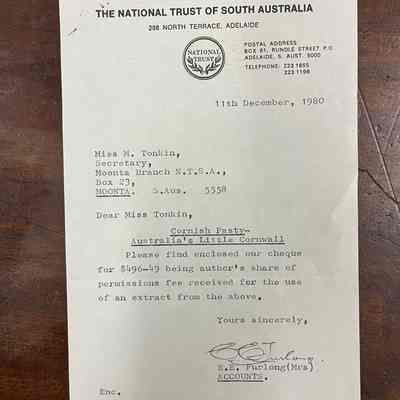 THE NATIONAL TRUST OF SOUTH AUSTRALIA
288 NORTH TERRACE, ADELAIDE
NATIONAL TRUST
POSTAL ADDRESS
BOX 81, RUNDLE STREET P.O.
ADELAIDE, S. AUST. 5000
TELEPHONE: 223 1655
223 1196
11th December, 1980
Miss M. Tonkin,
Secretary,
Moonta Branch N.T.S.A.,
Box 23,
MOONTA. S.Aus. 5558
Dear Miss Tonkin,
Cornish Pasty-
Australia's Little Cornwall
Please find enclosed our cheque
for $496-49 being author's share of
permissions fee received for the use
of an extract from the above.
Yours sincerely,
E.E. Furlong
E.E. Furlong(Mrs)
ACCOUNTS.
Enc.